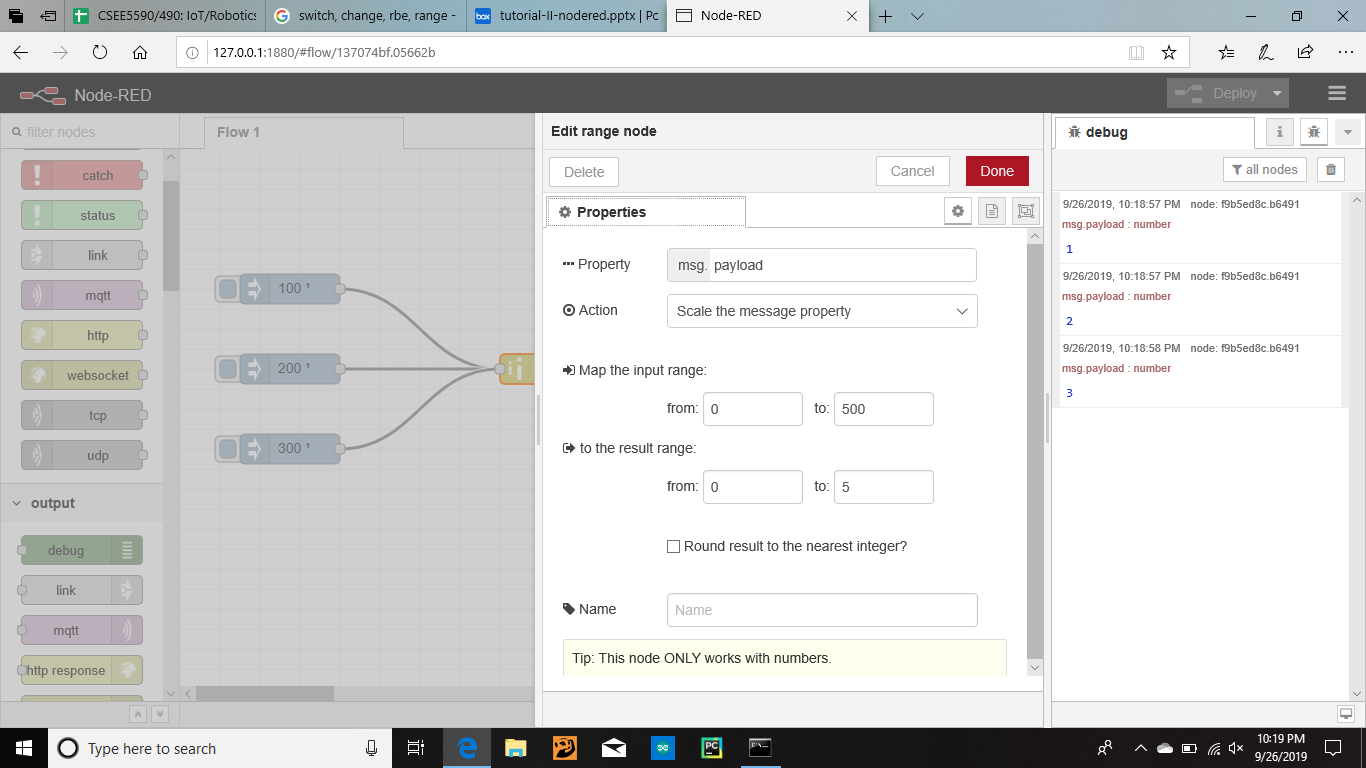 CSEE5590/490: IoT/Robotics
switch, change, rbe, range -
box
tutorial-II-nodered.pptx | Pc
Node-RED
127.0.0.1:1880/#flow/137074bf.05662b
Node-RED
Deploy
filter nodes
catch
status
link
mqtt
http
websocket
tcp
udp
output
debug
link
mqtt
http response
Flow 1
100 ¹
200 ¹
300 ¹
Edit range node
Delete
Cancel
Done
Properties
Property
msg. payload
Action
Scale the message property
Map the input range:
from: 0 to: 500
to the result range:
from: 0 to: 5
Round result to the nearest integer?
Name
Name
Tip: This node ONLY works with numbers.
debug
i
all nodes
9/26/2019, 10:18:57 PM node: f9b5ed8c.b6491
msg.payload : number
1
9/26/2019, 10:18:57 PM node: f9b5ed8c.b6491
msg.payload : number
2
9/26/2019, 10:18:58 PM node: f9b5ed8c.b6491
msg.payload : number
3
Type here to search
PC
10:19 PM
9/26/2019